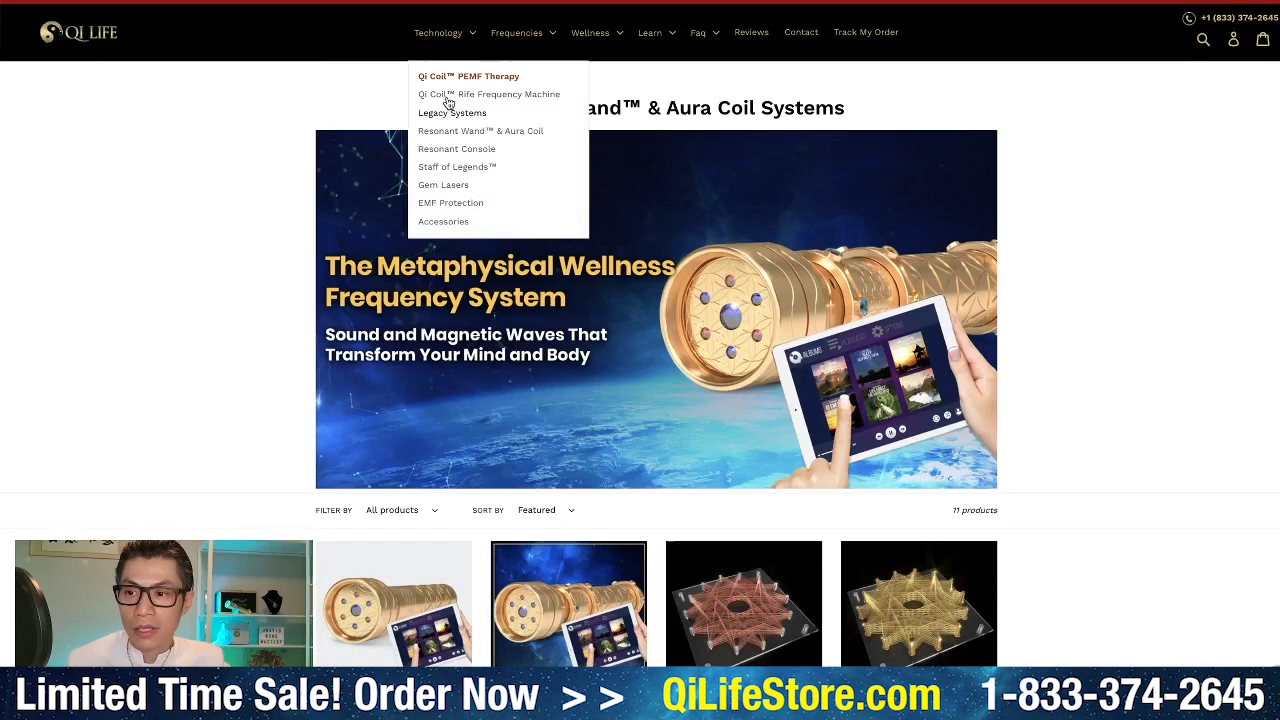 +1 (833) 374-2645
QI LIFE
Technology
Frequencies
Wellness
Learn
Faq
Reviews
Contact
Track My Order
Qi Coil™ PEMF Therapy
Qi Coil™ Rife Frequency Machine
Legacy Systems
Resonant Wand™ & Aura Coil
Resonant Console
Staff of Legends™
Gem Lasers
EMF Protection
Accessories
and™ & Aura Coil Systems
The Metaphysical Wellness
Frequency System
Sound and Magnetic Waves That
Transform Your Mind and Body
ALBUMS
OPTIONS
FILTER BY All products
SORT BY Featured
11 products
Limited Time Sale! Order Now > > QiLifeStore.com 1-833-374-2645